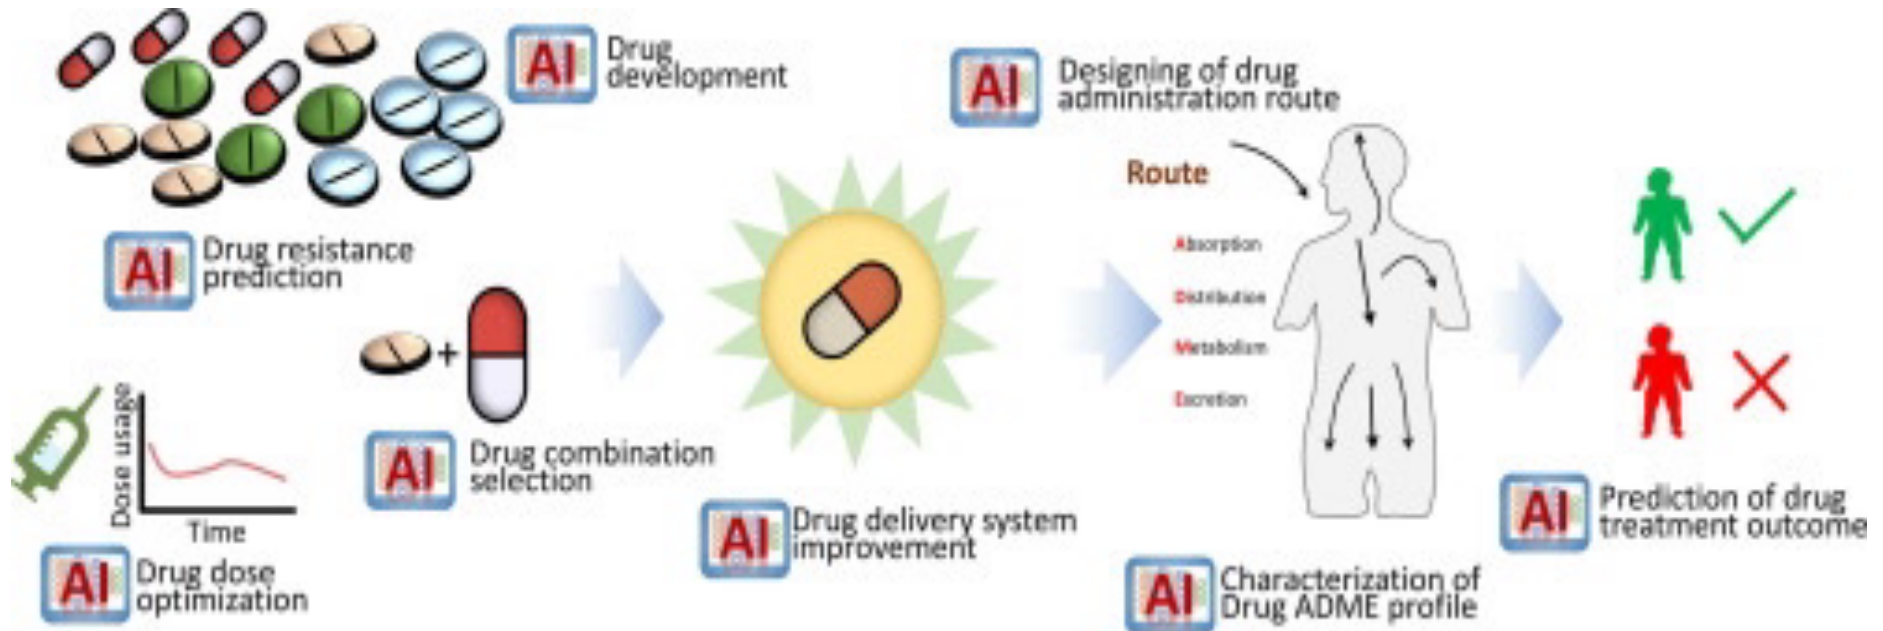 AI
Drug
development
AI
Drug resistance
prediction
+
AI
Drug combination
selection
Dose usage
Time
AI
Drug dose
optimization
AI
Drug delivery system
improvement
AI
Designing of drug
administration route
Route
Absorption
Distribution
Metabolism
Excretion
AI
Characterization of
Drug ADME profile
AI
Prediction of drug
treatment outcome